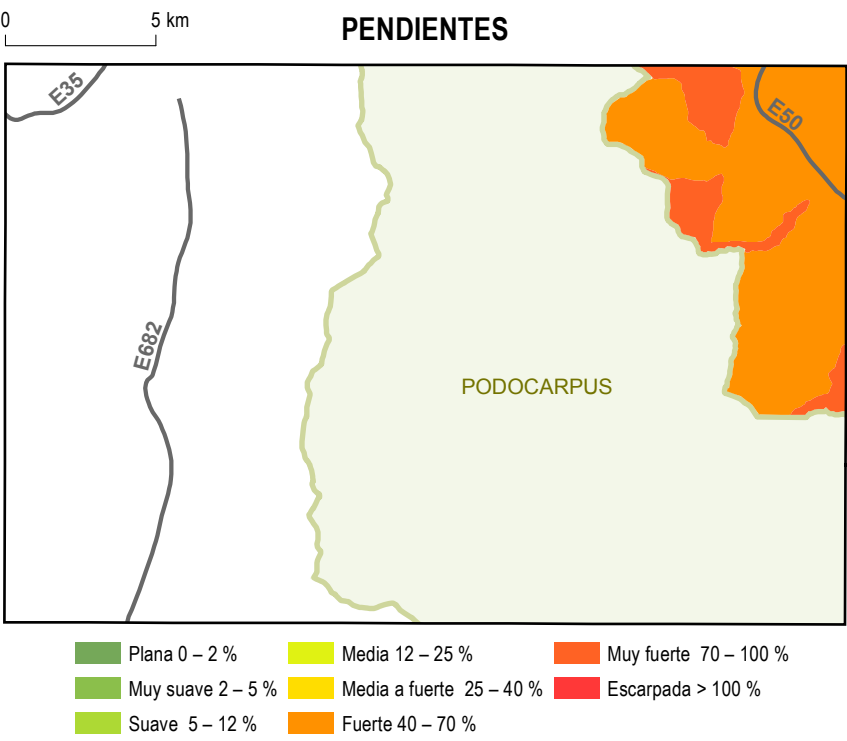 0 5 km
PENDIENTES
E35
E50
E682
PODOCARPUS
Plana 0 – 2 %
Muy suave 2 – 5 %
Suave 5 – 12 %
Media 12 – 25 %
Media a fuerte 25 – 40 %
Fuerte 40 – 70 %
Muy fuerte 70 – 100 %
Escarpada > 100 %